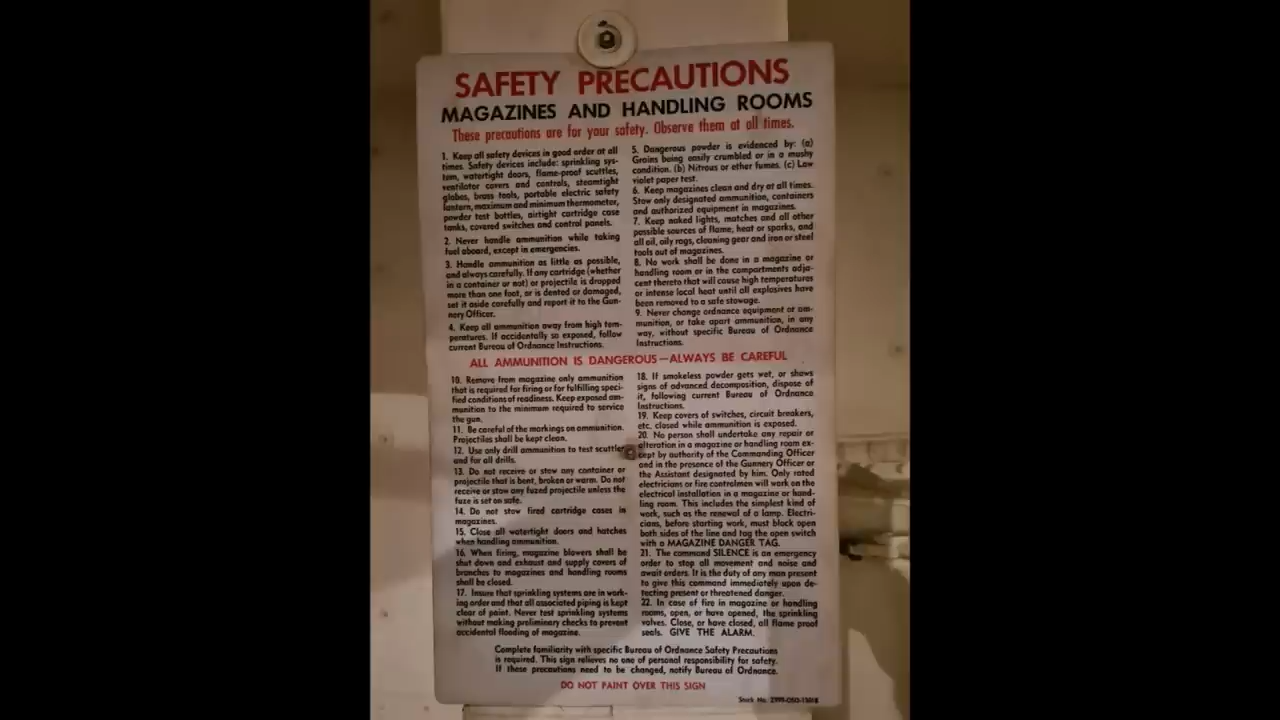 SAFETY PRECAUTIONS
MAGAZINES AND HANDLING ROOMS
These precautions are for your safety. Observe them at all times.
1. Keep all safety devices in good order at all
times. Safety devices include: sprinkling sys-
tem, watertight doors, flame-proof scuttles,
ventilator covers and controls, steamtight
globes, brass tools, portable electric safety
lantern, maximum and minimum thermometer,
powder test bottles, airtight cartridge case
tanks, covered switches and control panels.
2. Never handle ammunition while taking
fuel aboard, except in emergencies.
3. Handle ammunition as little as possible,
and always carefully. If any cartridge (whether
in a container or not) or projectile is dropped
more than one foot, or is dented or damaged,
set it aside carefully and report it to the Gun-
nery Officer.
4. Keep all ammunition away from high tem-
peratures. If accidentally so exposed, follow
current Bureau of Ordnance Instructions.
5. Dangerous powder is evidenced by: (a)
Grains being easily crumbled or in a mushy
condition. (b) Nitrous or other fumes. (c) Low
violet paper test.
6. Keep magazines clean and dry at all times.
Stow only designated ammunition, containers
and authorized equipment in magazines.
7. Keep naked lights, matches and all other
possible sources of flame, heat or sparks, and
all oil, oily rags, cleaning gear and iron or steel
tools out of magazines.
8. No work shall be done in a magazine or
handling room or in the compartments adja-
cent thereto that will cause high temperatures
or intense local heat until all explosives have
been removed to a safe stowage.
9. Never change ordnance equipment or am-
munition, or take apart ammunition, in any
way, without specific Bureau of Ordnance
Instructions.
ALL AMMUNITION IS DANGEROUS—ALWAYS BE CAREFUL
10. Remove from magazine only ammunition
that is required for firing or for fulfilling speci-
fied conditions of readiness. Keep exposed am-
munition to the minimum required to service
the gun.
11. Be careful of the markings on ammunition.
Projectiles shall be kept clean.
12. Use only drill ammunition to test scuttles
and for all drills.
13. Do not receive or stow any container or
projectile that is bent, broken or warm. Do not
receive or stow any fuzed projectile unless the
fuze is set on safe.
14. Do not stow fired cartridge cases in
magazines.
15. Close all watertight doors and hatches
when handling ammunition.
16. When firing, magazine blowers shall be
shut down and exhaust and supply covers of
branches to magazines and handling rooms
shall be closed.
17. Insure that sprinkling systems are in work-
ing order and that all associated piping is kept
clear of paint. Never test sprinkling systems
without making preliminary checks to prevent
accidental flooding of magazine.
18. If smokeless powder gets wet, or shows
signs of advanced decomposition, dispose of
it, following current Bureau of Ordnance
Instructions.
19. Keep covers of switches, circuit breakers,
etc. closed while ammunition is exposed.
20. No person shall undertake any repair or
alteration in a magazine or handling room ex-
cept by authority of the Commanding Officer
and in the presence of the Gunnery Officer or
the Assistant designated by him. Only rated
electricians or fire controlmen will work on the
electrical installation in a magazine or hand-
ling room. This includes the simplest kind of
work, such as the renewal of a lamp. Electri-
cians, before starting work, must block open
both sides of the line and tag the open switch
with a MAGAZINE DANGER TAG.
21. The command SILENCE is an emergency
order to stop all movement and noise and
await orders. It is the duty of any man present
to give this command immediately upon de-
tecting present or threatened danger.
22. In case of fire in magazine or handling
rooms, open, or have opened, the sprinkling
valves. Close, or have closed, all flame proof
seals. GIVE THE ALARM.
Complete familiarity with specific Bureau of Ordnance Safety Precautions
is required. This sign relieves no one of personal responsibility for safety.
If these precautions need to be changed, notify Bureau of Ordnance.
DO NOT PAINT OVER THIS SIGN
Stock No.